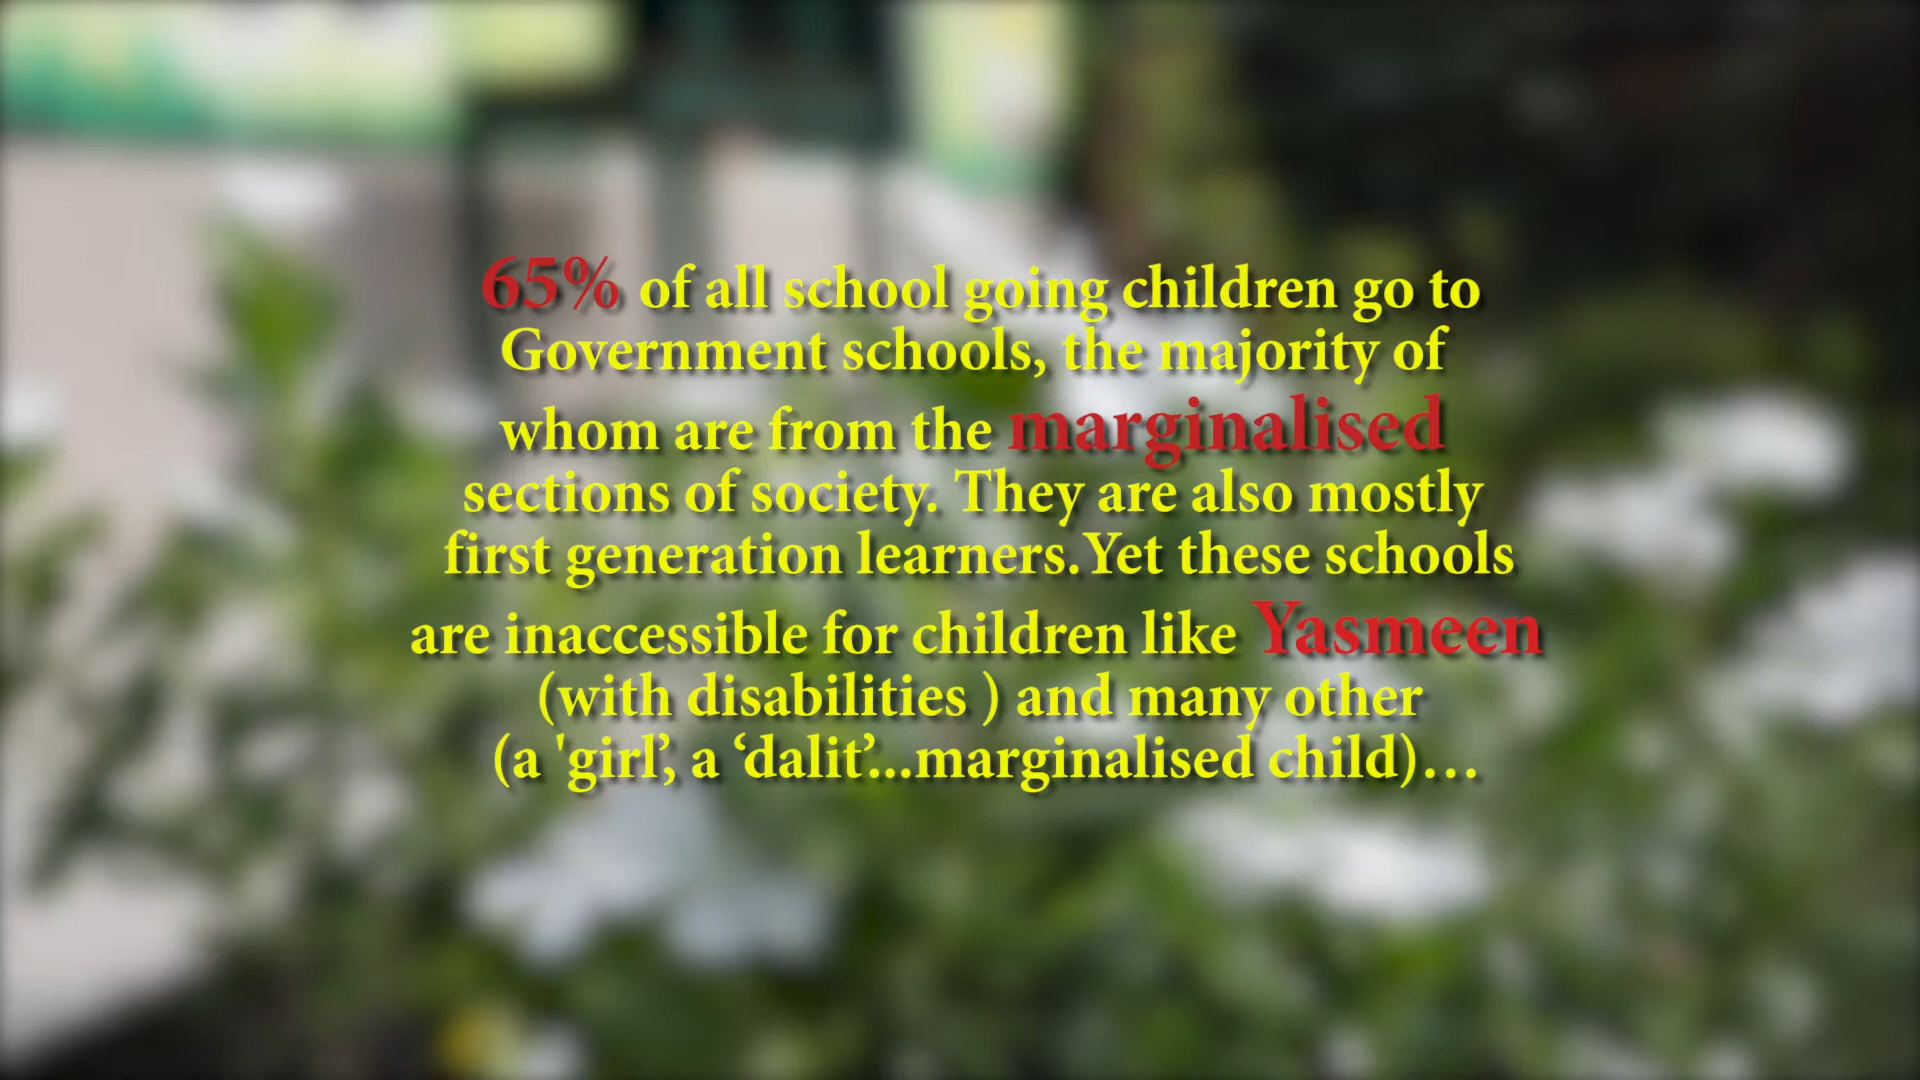 65% of all school going children go to
Government schools, the majority of
whom are from the marginalised
sections of society. They are also mostly
first generation learners.Yet these schools
are inaccessible for children like Yasmeen
(with disabilities ) and many other
(a 'girl’, a ‘dalit’...marginalised child)…